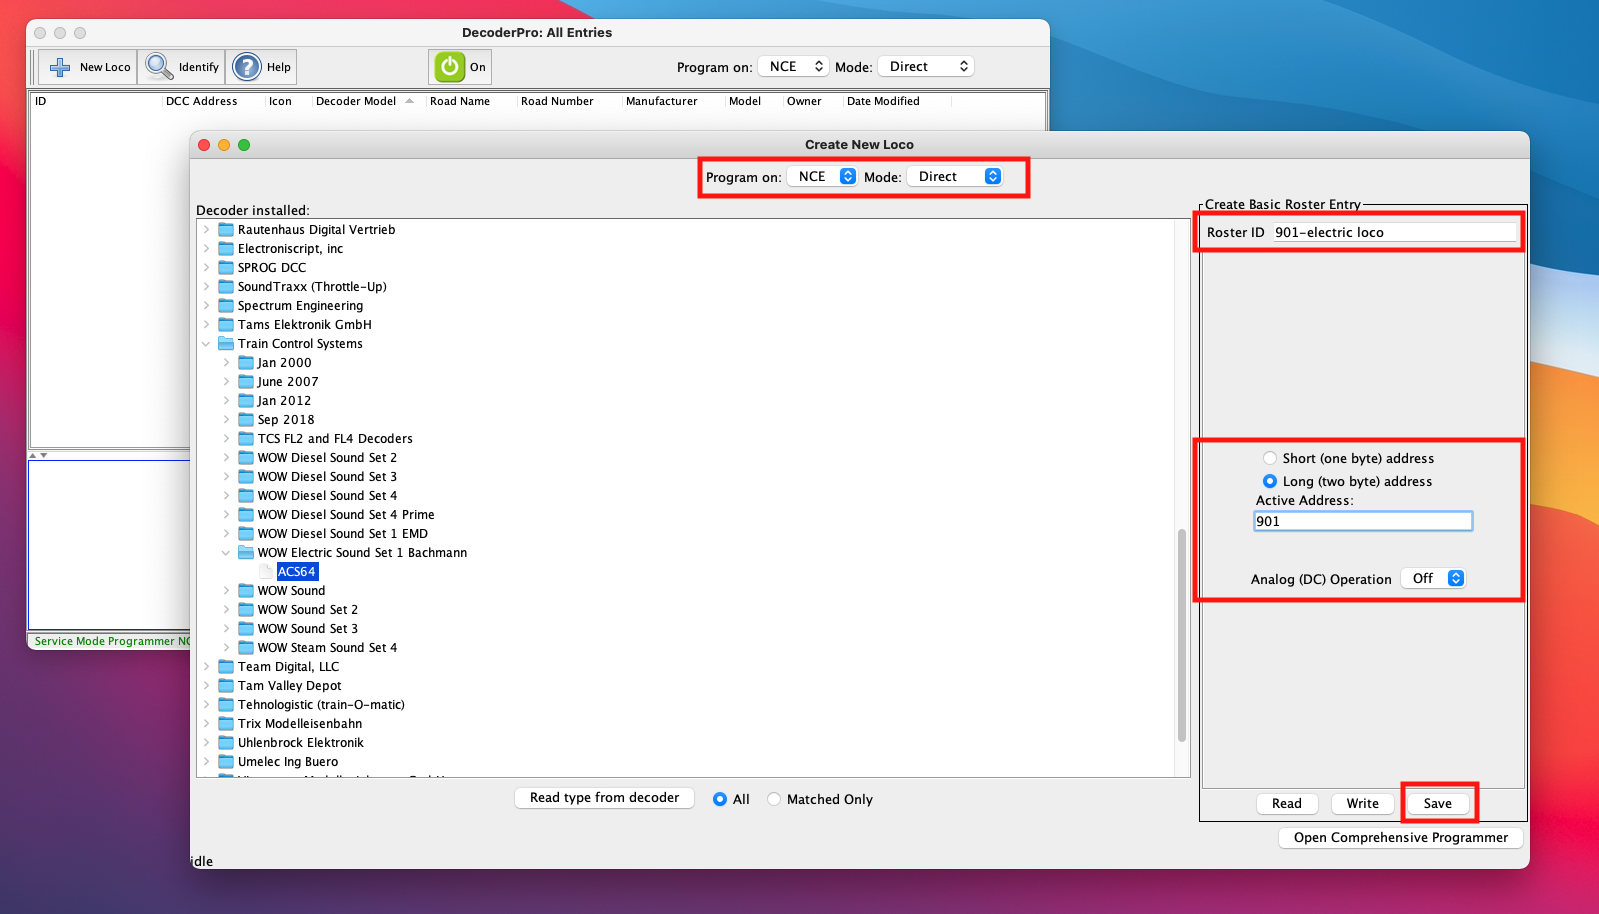 DecoderPro: All Entries
New Loco Identify Help On Program on: NCE Mode: Direct
ID DCC Address Icon Decoder Model Road Name Road Number Manufacturer Model Owner Date Modified
Create New Loco
Program on: NCE Mode: Direct
Decoder installed:
Rautenhaus Digital Vertrieb
Electroniscript, inc
SPROG DCC
SoundTraxx (Throttle-Up)
Spectrum Engineering
Tams Elektronik GmbH
Train Control Systems
Jan 2000
June 2007
Jan 2012
Sep 2018
TCS FL2 and FL4 Decoders
WOW Diesel Sound Set 2
WOW Diesel Sound Set 3
WOW Diesel Sound Set 4
WOW Diesel Sound Set 4 Prime
WOW Diesel Sound Set 1 EMD
WOW Electric Sound Set 1 Bachmann
ACS64
WOW Sound
WOW Sound Set 2
WOW Sound Set 3
WOW Steam Sound Set 4
Team Digital, LLC
Tam Valley Depot
Tehnologistic (train-O-matic)
Trix Modelleisenbahn
Uhlenbrock Elektronik
Umelec Ing Buero
Read type from decoder All Matched Only
idle
Create Basic Roster Entry
Roster ID 901-electric loco
Short (one byte) address
Long (two byte) address
Active Address:
901
Analog (DC) Operation Off
Read Write Save
Open Comprehensive Programmer
Service Mode Programmer